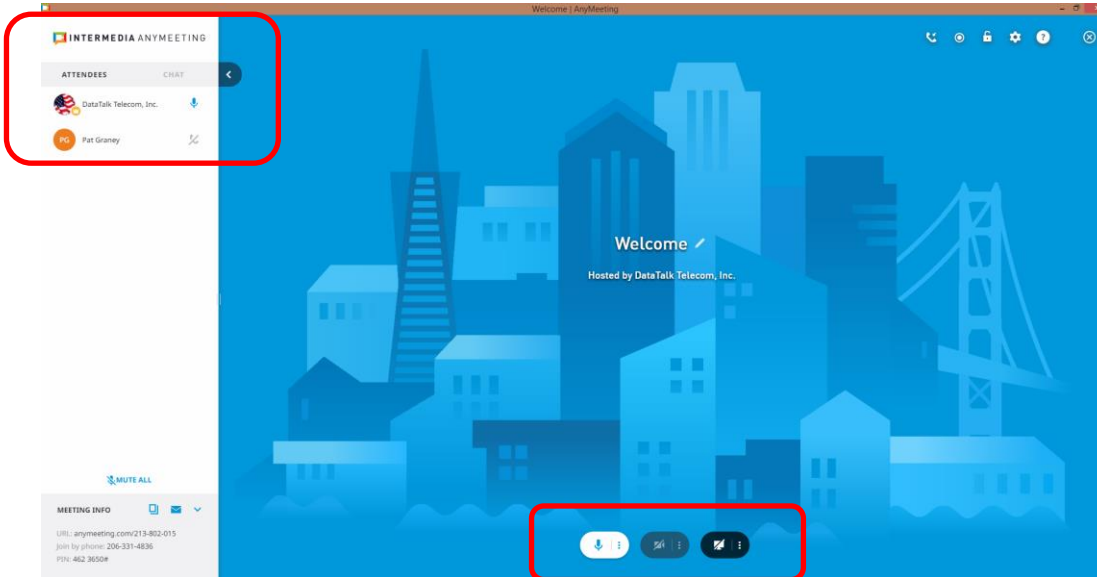 Welcome | AnyMeeting
INTERMEDIA ANYMEETING
ATTENDEES CHAT
DataTalk Telecom, Inc.
PG Pat Graney
Welcome
Hosted by DataTalk Telecom, Inc.
MUTE ALL
MEETING INFO
URL: anymeeting.com/213-802-015
Join by phone: 206-331-4836
PIN: 462 3650#